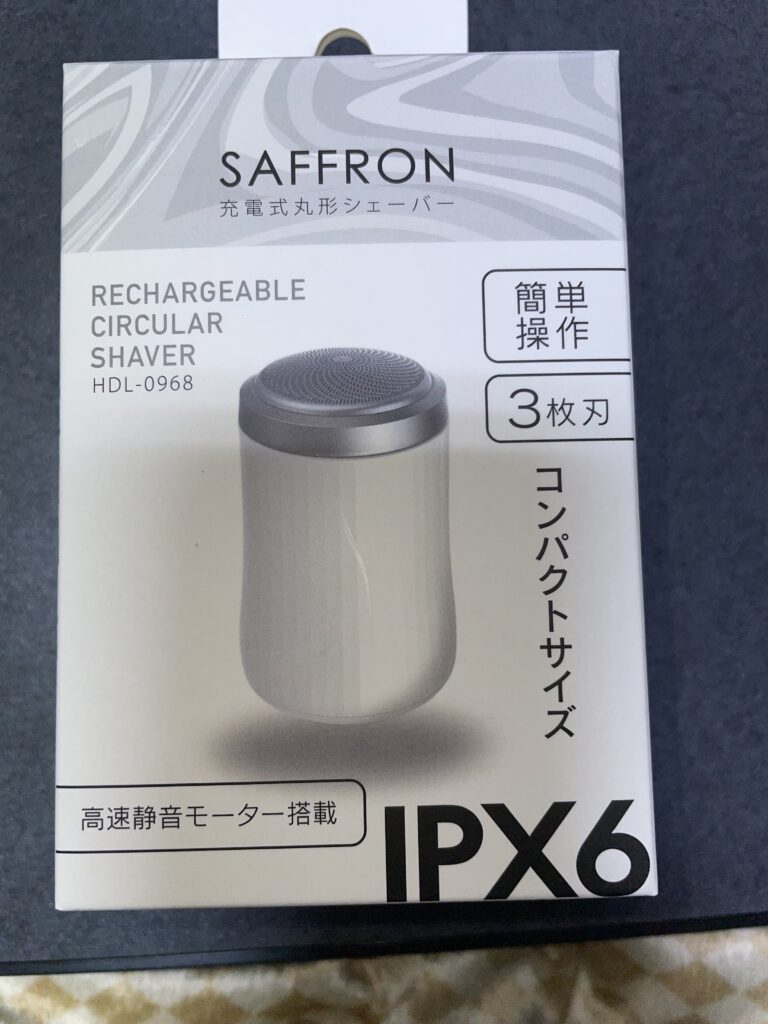 SAFFRON
充電式丸形シェーバー
RECHARGEABLE
CIRCULAR
SHAVER
HDL-0968
簡単
操作
3枚刃
コンパクトサイズ
高速静音モーター搭載
IPX6